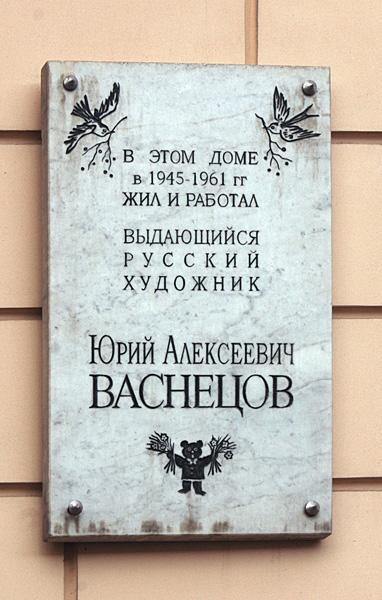 В ЭТОМ ДОМЕ
в 1945-1961 гг
ЖИЛ И РАБОТАЛ
ВЫДАЮЩИЙСЯ
РУССКИЙ
ХУДОЖНИК
ЮРИЙ АЛЕКСЕЕВИЧ
ВАСНЕЦОВ